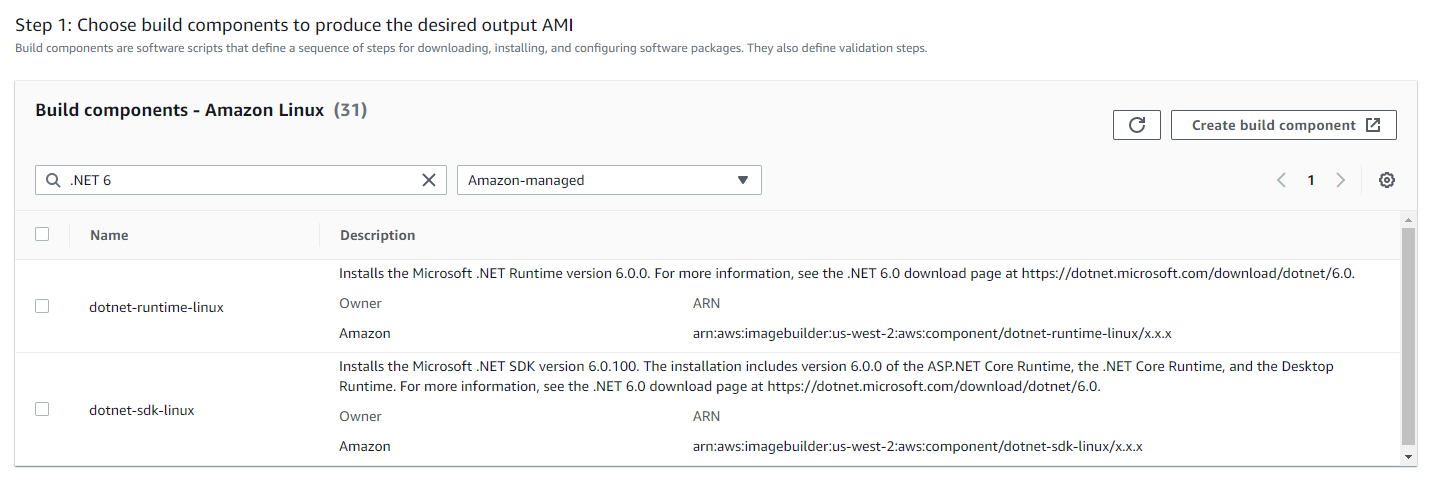 Step 1: Choose build components to produce the desired output AMI
Build components are software scripts that define a sequence of steps for downloading, installing, and configuring software packages. They also define validation steps.
Build components - Amazon Linux (31)
Create build component
.NET 6
Amazon-managed
1
Name Description
Installs the Microsoft .NET Runtime version 6.0.0. For more information, see the .NET 6.0 download page at https://dotnet.microsoft.com/download/dotnet/6.0.
Owner ARN
dotnet-runtime-linux
Amazon arn:aws:imagebuilder:us-west-2:aws:component/dotnet-runtime-linux/x.x.x
Installs the Microsoft .NET SDK version 6.0.100. The installation includes version 6.0.0 of the ASP.NET Core Runtime, the .NET Core Runtime, and the Desktop
Runtime. For more information, see the .NET 6.0 download page at https://dotnet.microsoft.com/download/dotnet/6.0.
dotnet-sdk-linux
Owner ARN
Amazon arn:aws:imagebuilder:us-west-2:aws:component/dotnet-sdk-linux/x.x.x